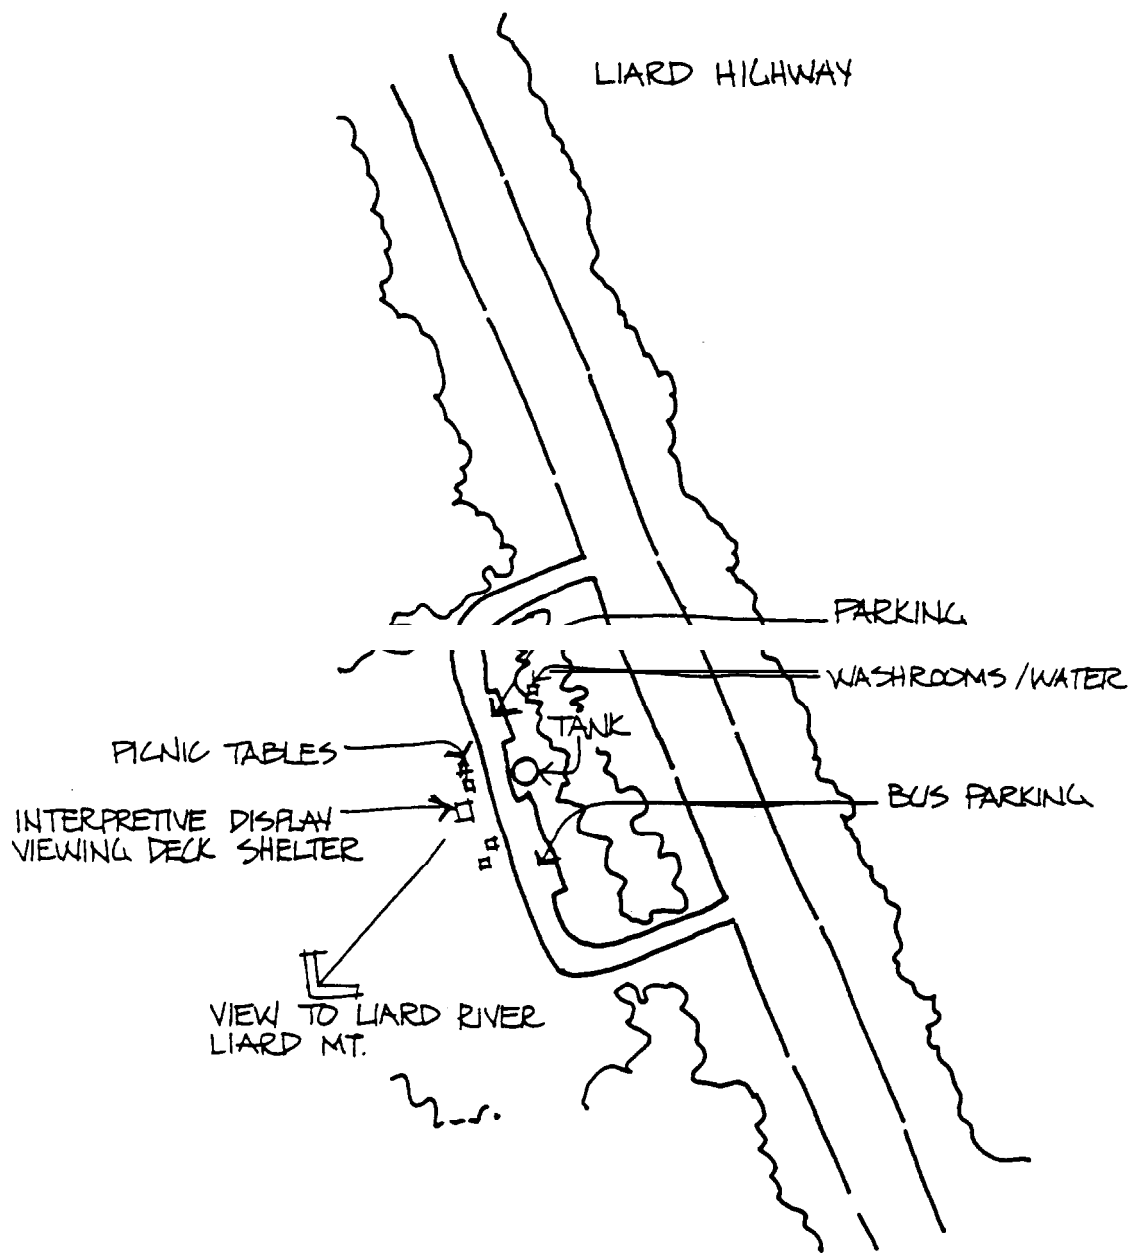 LIARD HIGHWAY
PARKING
WASHROOMS/WATER
TANK
PICNIC TABLES
BUS PARKING
INTERPRETIVE DISPLAY
VIEWING DECK SHELTER
VIEW TO LIARD RIVER
LIARD MT.